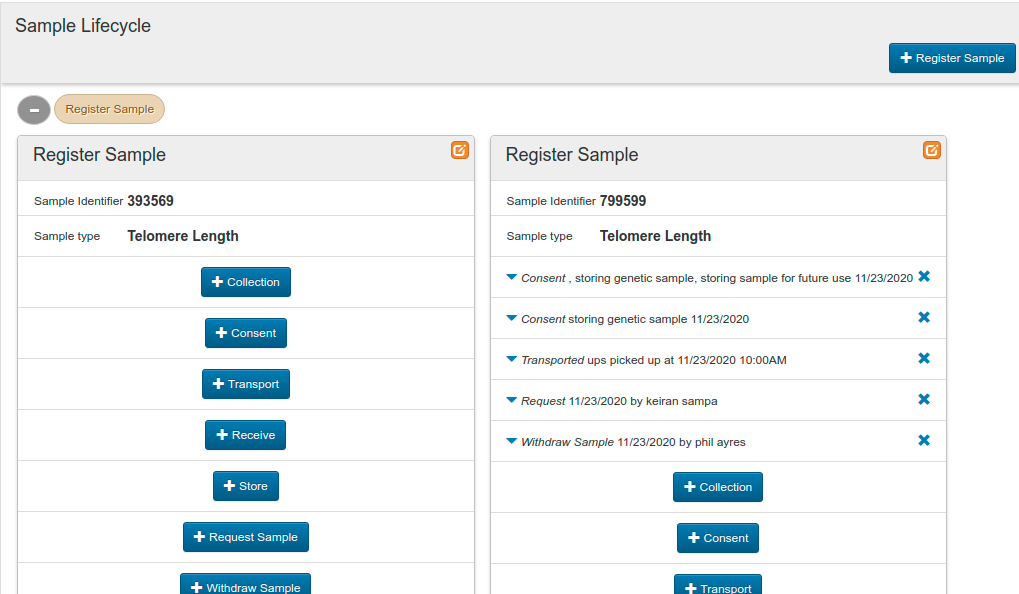 Sample Lifecycle
Register Sample
Register Sample
Register Sample
Sample Identifier 393569
Sample type Telomere Length
Collection
Consent
Transport
Receive
Store
Request Sample
Withdraw Sample
Register Sample
Sample Identifier 799599
Sample type Telomere Length
Consent , storing genetic sample, storing sample for future use 11/23/2020
Consent storing genetic sample 11/23/2020
Transported ups picked up at 11/23/2020 10:00AM
Request 11/23/2020 by keiran sampa
Withdraw Sample 11/23/2020 by phil ayres
Collection
Consent
Transport